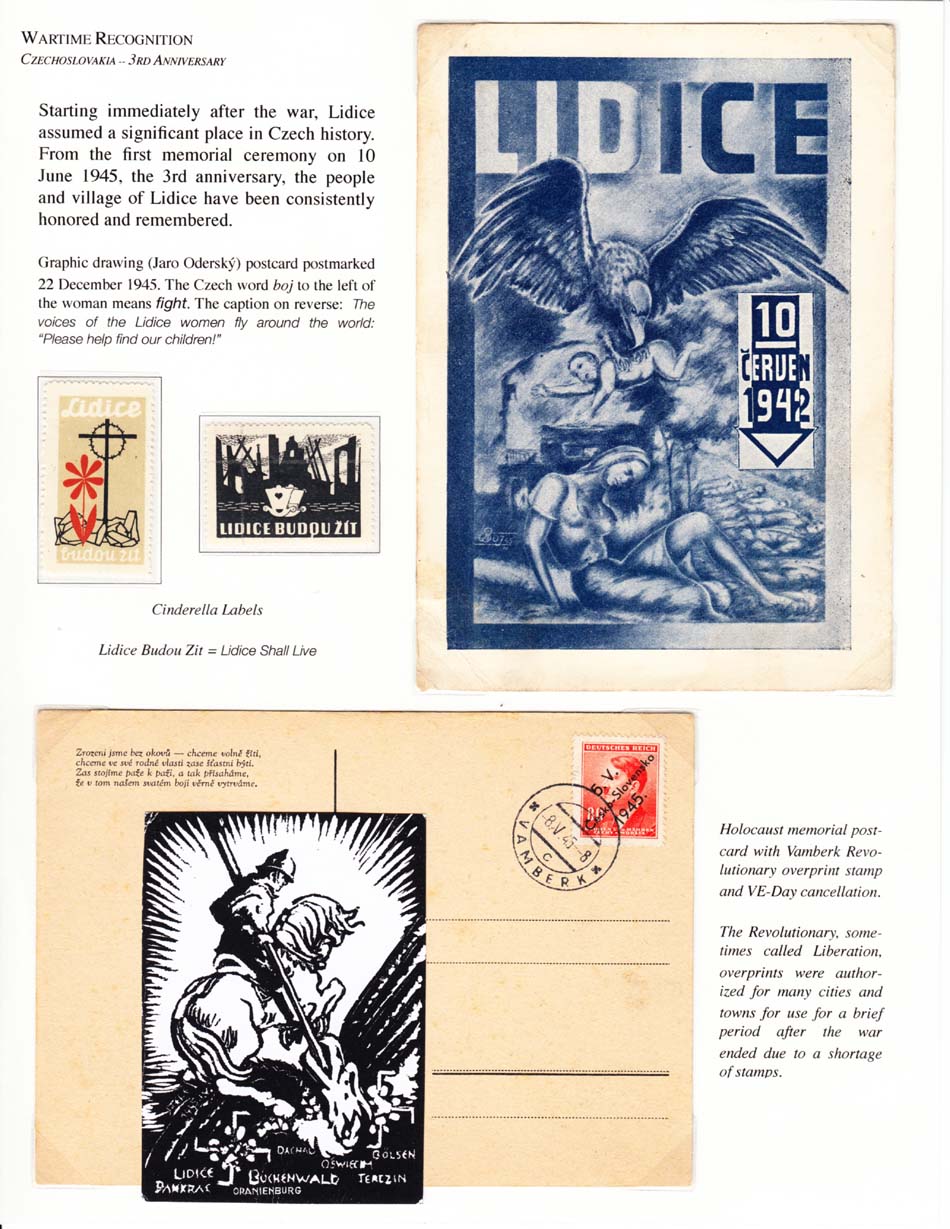 WARTIME RECOGNITION
CZECHOSLOVAKIA -- 3RD ANNIVERSARY
Starting immediately after the war, Lidice
assumed a significant place in Czech history.
From the first memorial ceremony on 10
June 1945, the 3rd anniversary, the people
and village of Lidice have been consistently
honored and remembered.
Graphic drawing (Jaro Oderský) postcard postmarked
22 December 1945. The Czech word boj to the left of
the woman means fight. The caption on reverse: The
voices of the Lidice women fly around the world:
“Please help find our children!”
LIDICE
10
ČERVEN
1942
Lidice
budou žít
LIDICE BUDOU ŽÍT
Cinderella Labels
Lidice Budou Zit = Lidice Shall Live
Zrozeni jsme bez okovů — chceme volně žíti,
chceme ve své rodné vlasti zase šťastni býti.
Zas stojíme paže k paži, a tak přísaháme,
že v tom našem svatém boji věrně vytrváme.
DEUTSCHES REICH
5. V.
Česko-Slovensko
1945.
VAMBERK
LIDICE
PANKRAC
DACHAU
BUCHENWALD
ORANIENBURG
OSWIECIM
BÖLSEN
TEREZIN
Holocaust memorial post-
card with Vamberk Revo-
lutionary overprint stamp
and VE-Day cancellation.
The Revolutionary, some-
times called Liberation,
overprints were author-
ized for many cities and
towns for use for a brief
period after the war
ended due to a shortage
of stamps.